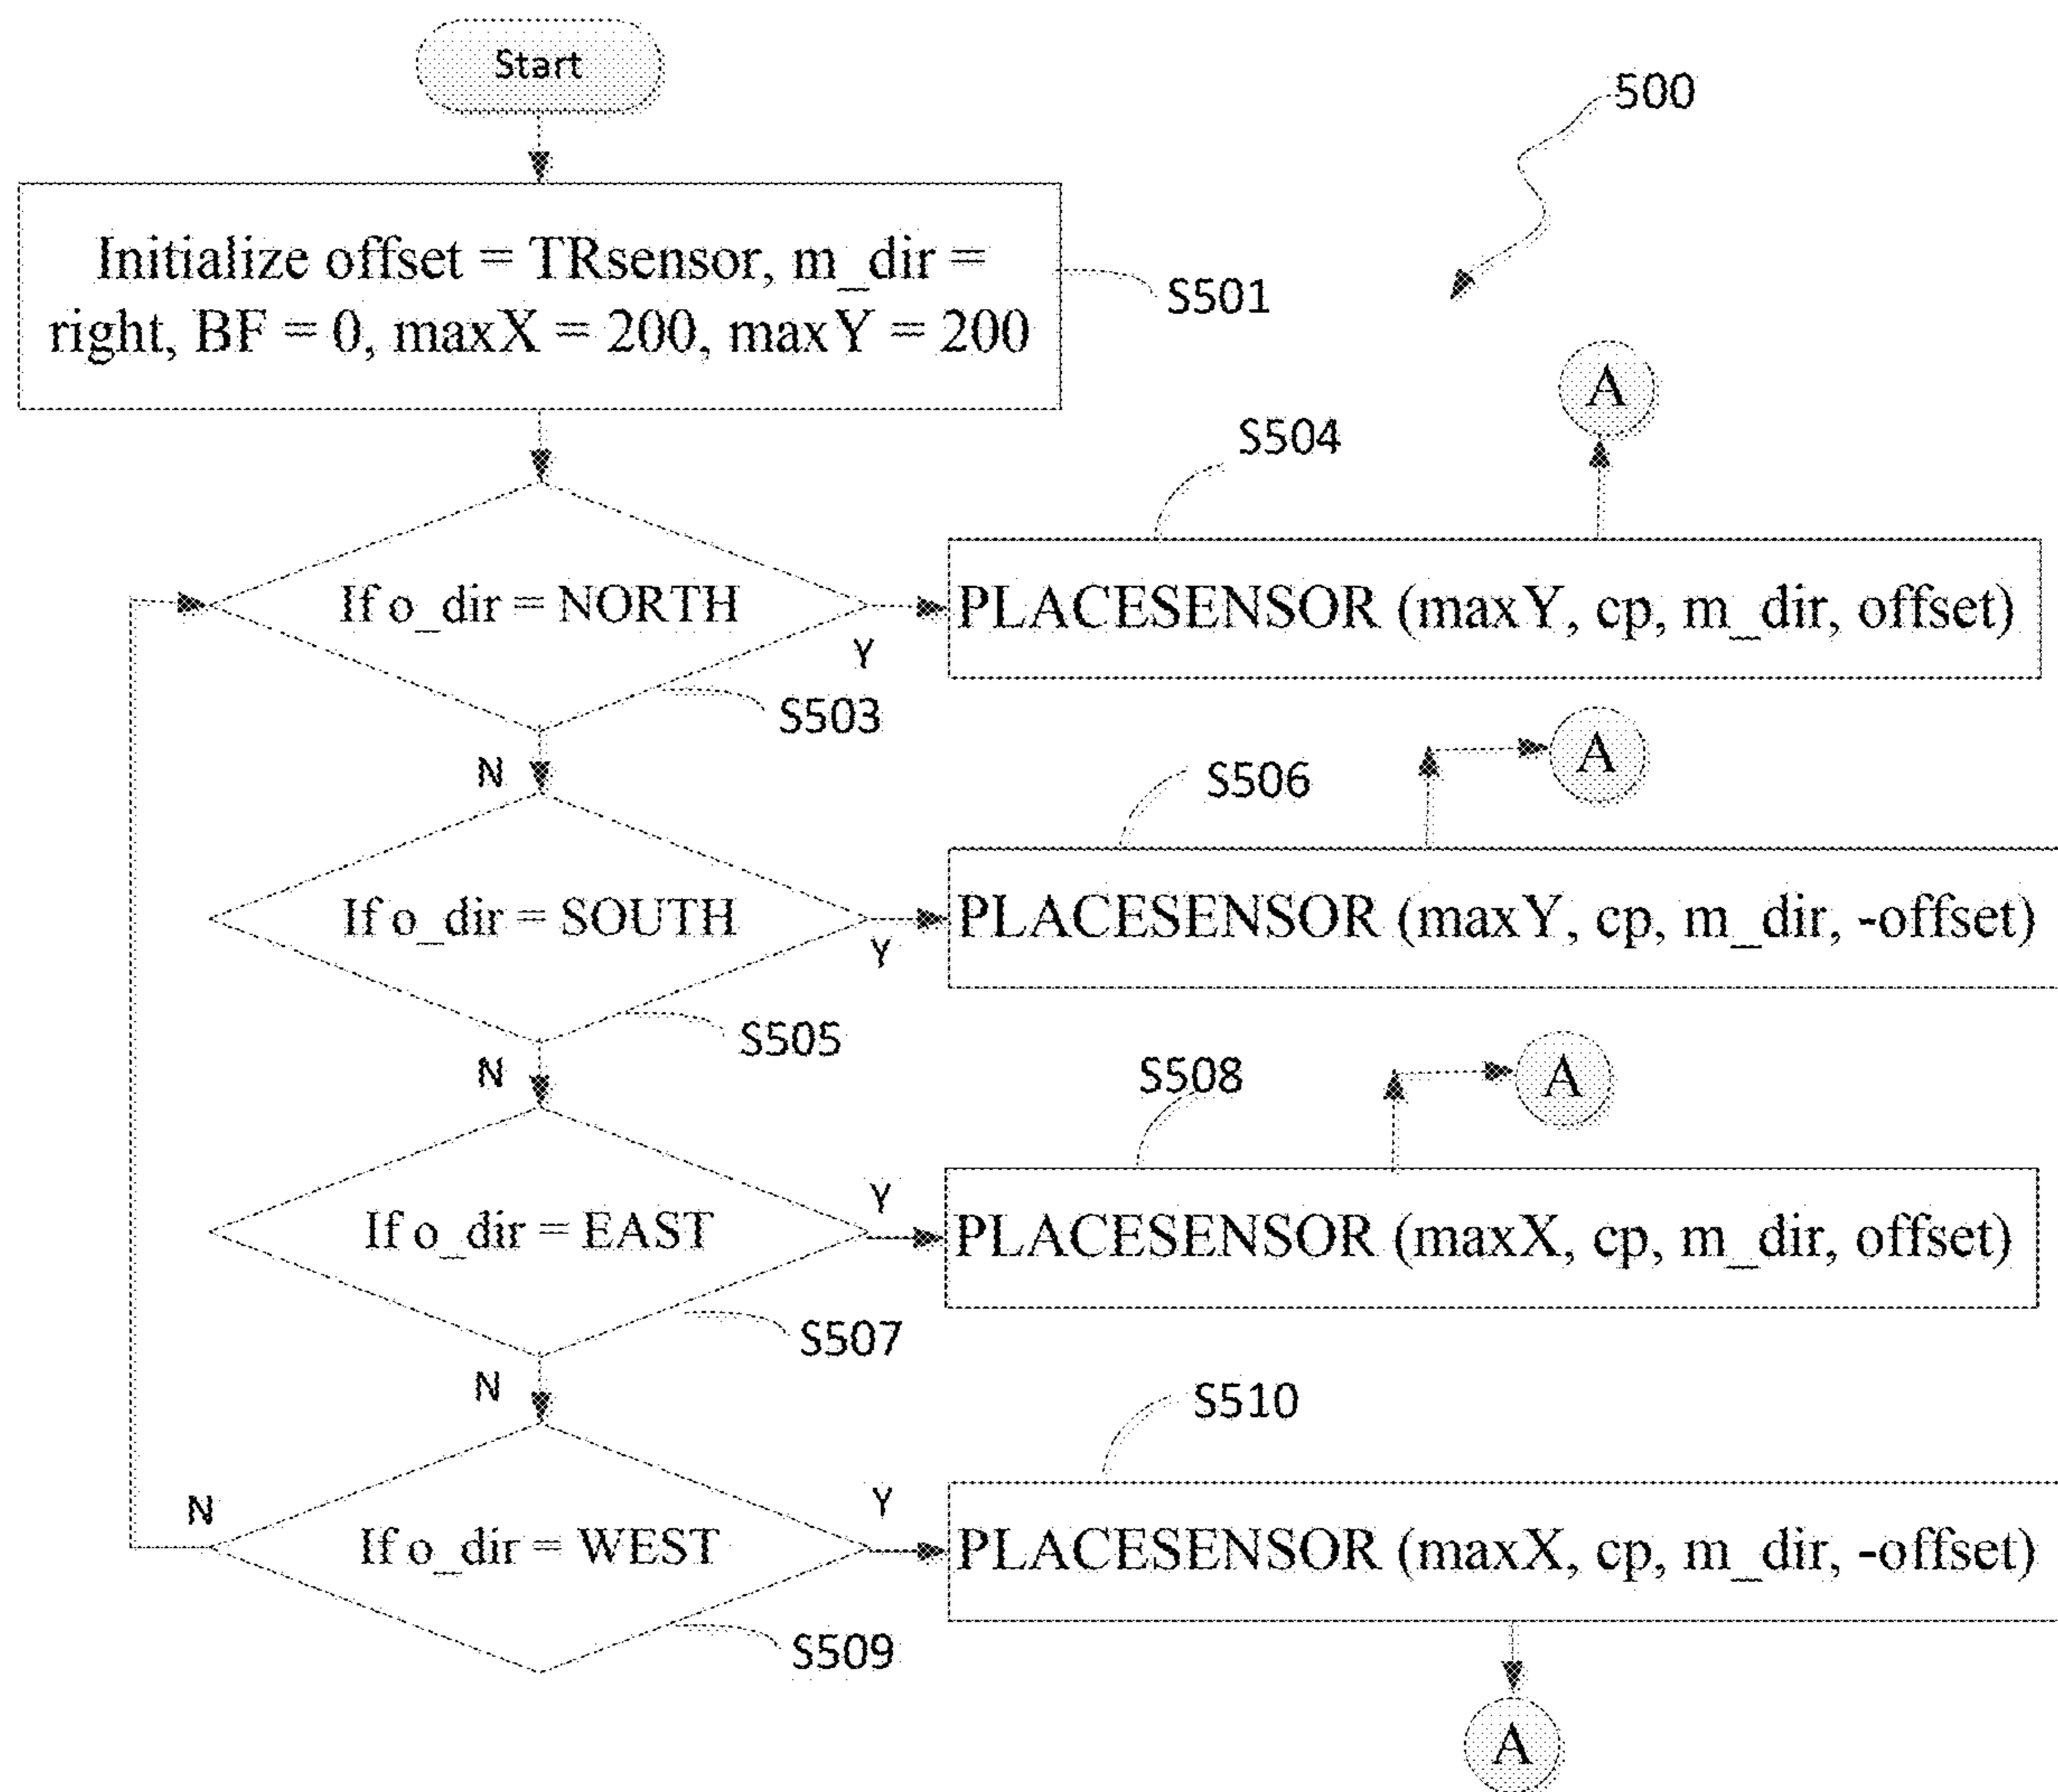 Start
500
Initialize offset = TRsensor, m_dir =
right, BF = 0, maxX = 200, maxY = 200
S501
A
S504
If o_dir = NORTH
Y
PLACESENSOR (maxY, cp, m_dir, offset)
S503
N
A
S506
If o_dir = SOUTH
Y
PLACESENSOR (maxY, cp, m_dir, -offset)
S505
N
A
S508
If o_dir = EAST
Y
PLACESENSOR (maxX, cp, m_dir, offset)
S507
N
S510
N
If o_dir = WEST
Y
PLACESENSOR (maxX, cp, m_dir, -offset)
S509
A